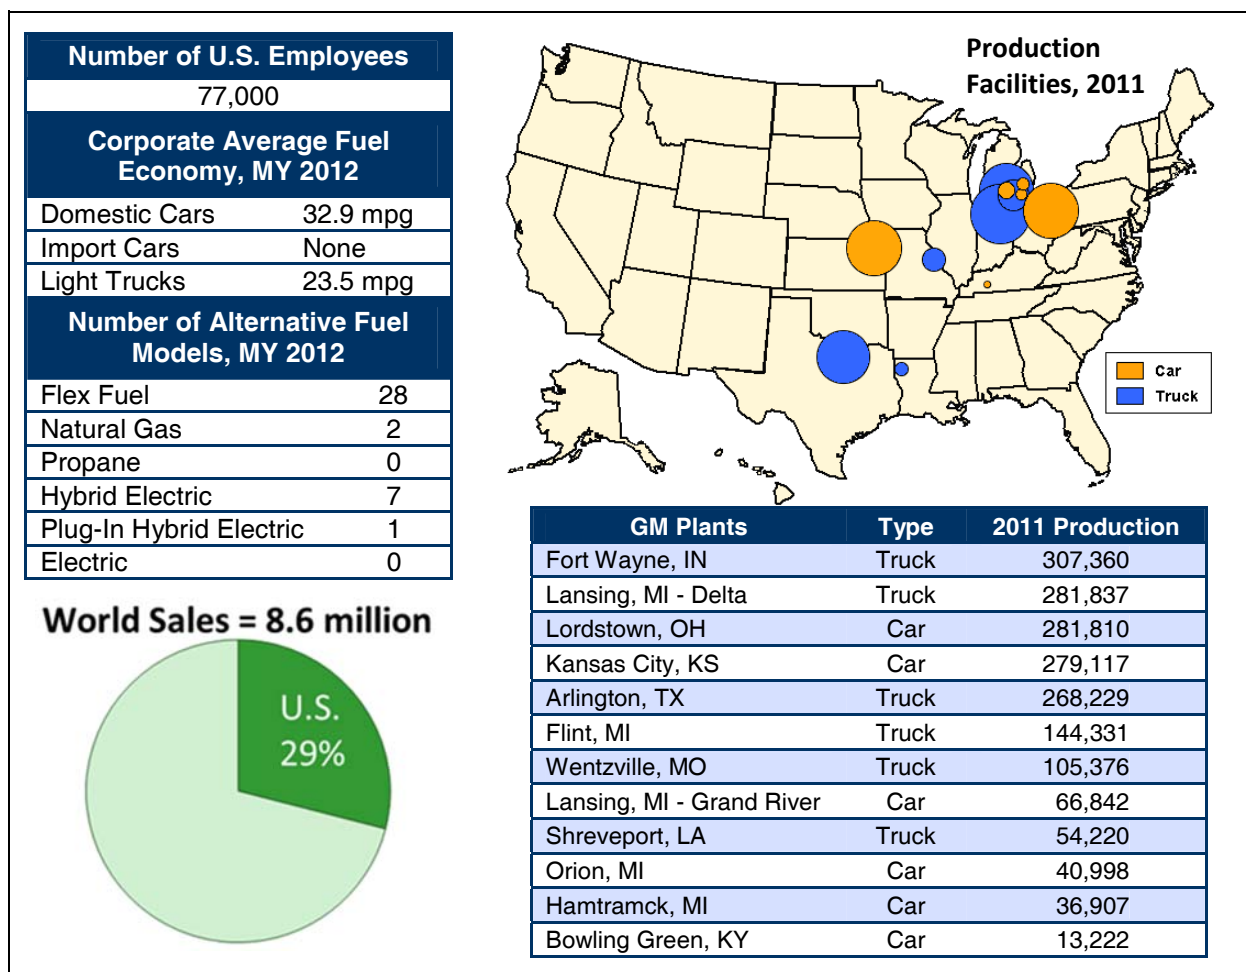 Number of U.S. Employees
77,000
Corporate Average Fuel
Economy, MY 2012
Domestic Cars 32.9 mpg
Import Cars None
Light Trucks 23.5 mpg
Number of Alternative Fuel
Models, MY 2012
Flex Fuel 28
Natural Gas 2
Propane 0
Hybrid Electric 7
Plug-In Hybrid Electric 1
Electric 0
World Sales = 8.6 million
U.S.
29%
Production
Facilities, 2011
Car
Truck
GM Plants Type 2011 Production
Fort Wayne, IN Truck 307,360
Lansing, MI - Delta Truck 281,837
Lordstown, OH Car 281,810
Kansas City, KS Car 279,117
Arlington, TX Truck 268,229
Flint, MI Truck 144,331
Wentzville, MO Truck 105,376
Lansing, MI - Grand River Car 66,842
Shreveport, LA Truck 54,220
Orion, MI Car 40,998
Hamtramck, MI Car 36,907
Bowling Green, KY Car 13,222